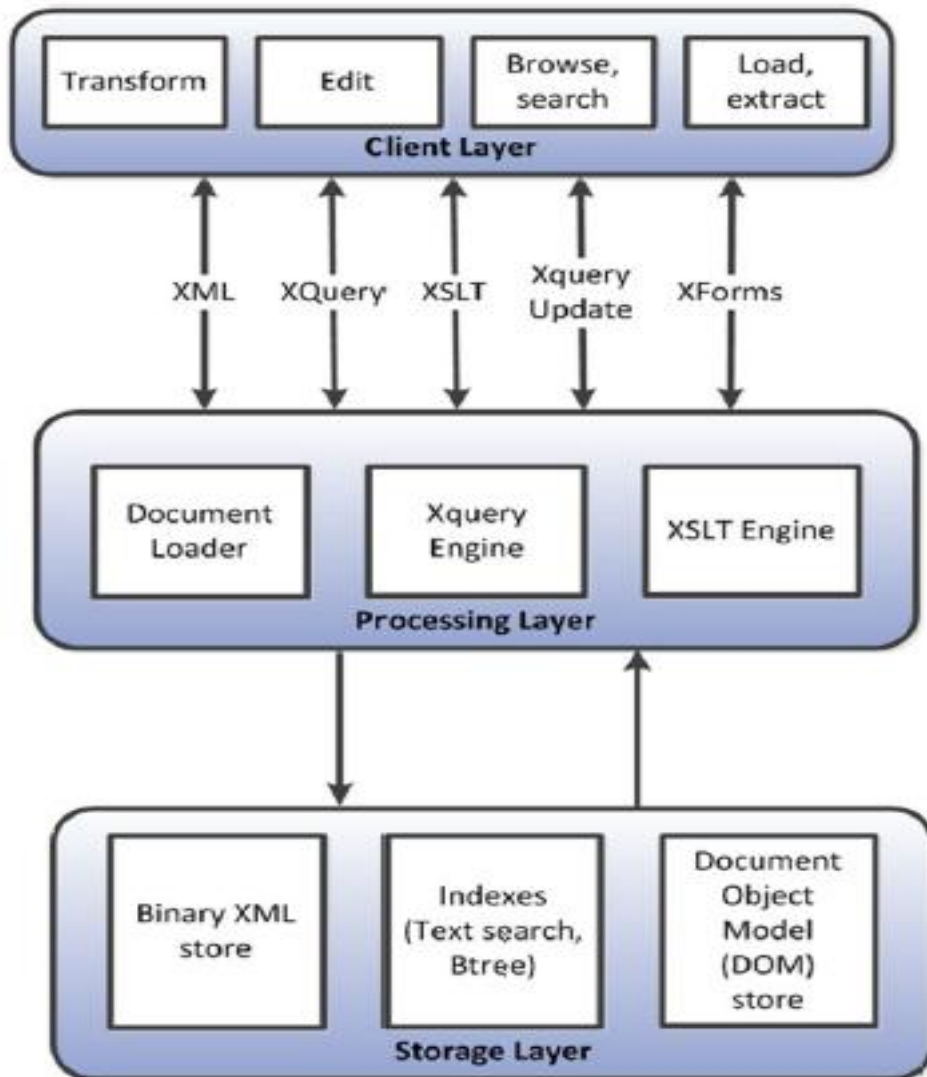 Transform
Edit
Browse,
search
Load,
extract
Client Layer
XML
XQuery
XSLT
Xquery
Update
XForms
Document
Loader
Xquery
Engine
XSLT Engine
Processing Layer
Binary XML
store
Indexes
(Text search,
Btree)
Document
Object
Model
(DOM)
store
Storage Layer